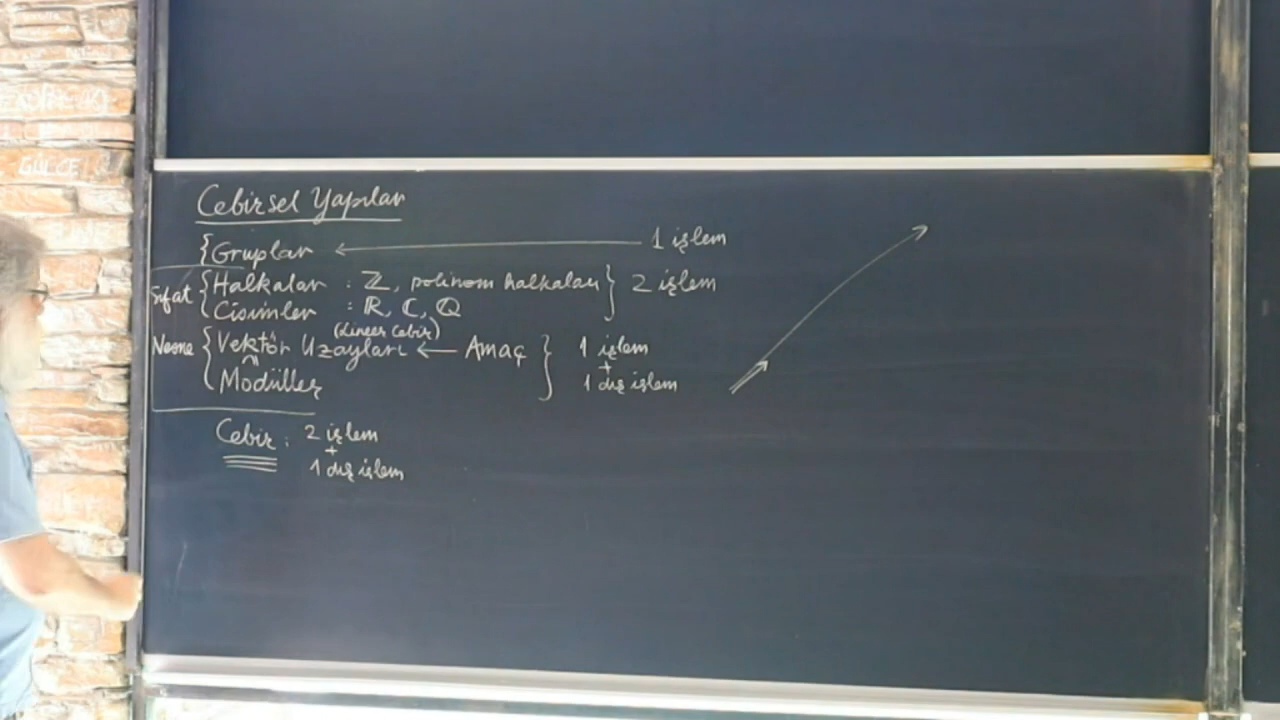 Cebirsel Yapılar
{Gruplar ← 1 işlem
Sıfat {Halkalar : ℤ, polinom halkaları } 2 işlem
Cisimler : ℝ, ℂ, ℚ
(Lineer Cebir)
Nesne {Vektör Uzayları ← Amaç } 1 işlem
+
Modüller 1 dış işlem
Cebir : 2 işlem
+
1 dış işlem
GÜLCE